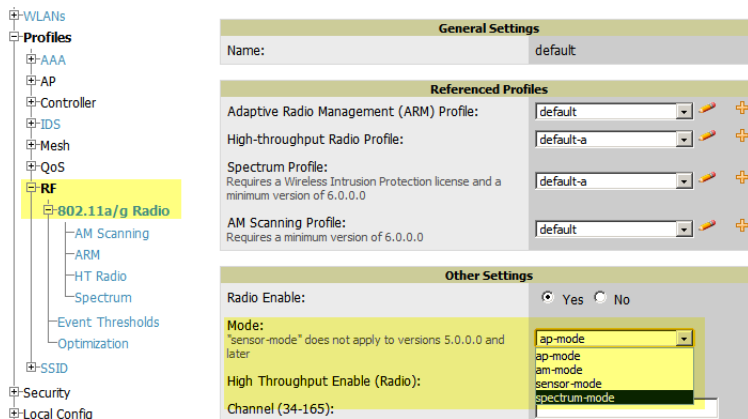 WLANs
Profiles
AAA
AP
Controller
IDS
Mesh
QoS
RF
802.11a/g Radio
AM Scanning
ARM
HT Radio
Spectrum
Event Thresholds
Optimization
SSID
Security
Local Config
General Settings
Name: default
Referenced Profiles
Adaptive Radio Management (ARM) Profile: default
High-throughput Radio Profile: default-a
Spectrum Profile:
Requires a Wireless Intrusion Protection license and a default-a
minimum version of 6.0.0.0
AM Scanning Profile: default
Requires a minimum version of 6.0.0.0
Other Settings
Radio Enable: Yes No
Mode:
"sensor-mode" does not apply to versions 5.0.0.0 and ap-mode
later
ap-mode
am-mode
High Throughput Enable (Radio): sensor-mode
spectrum-mode
Channel (34-165):